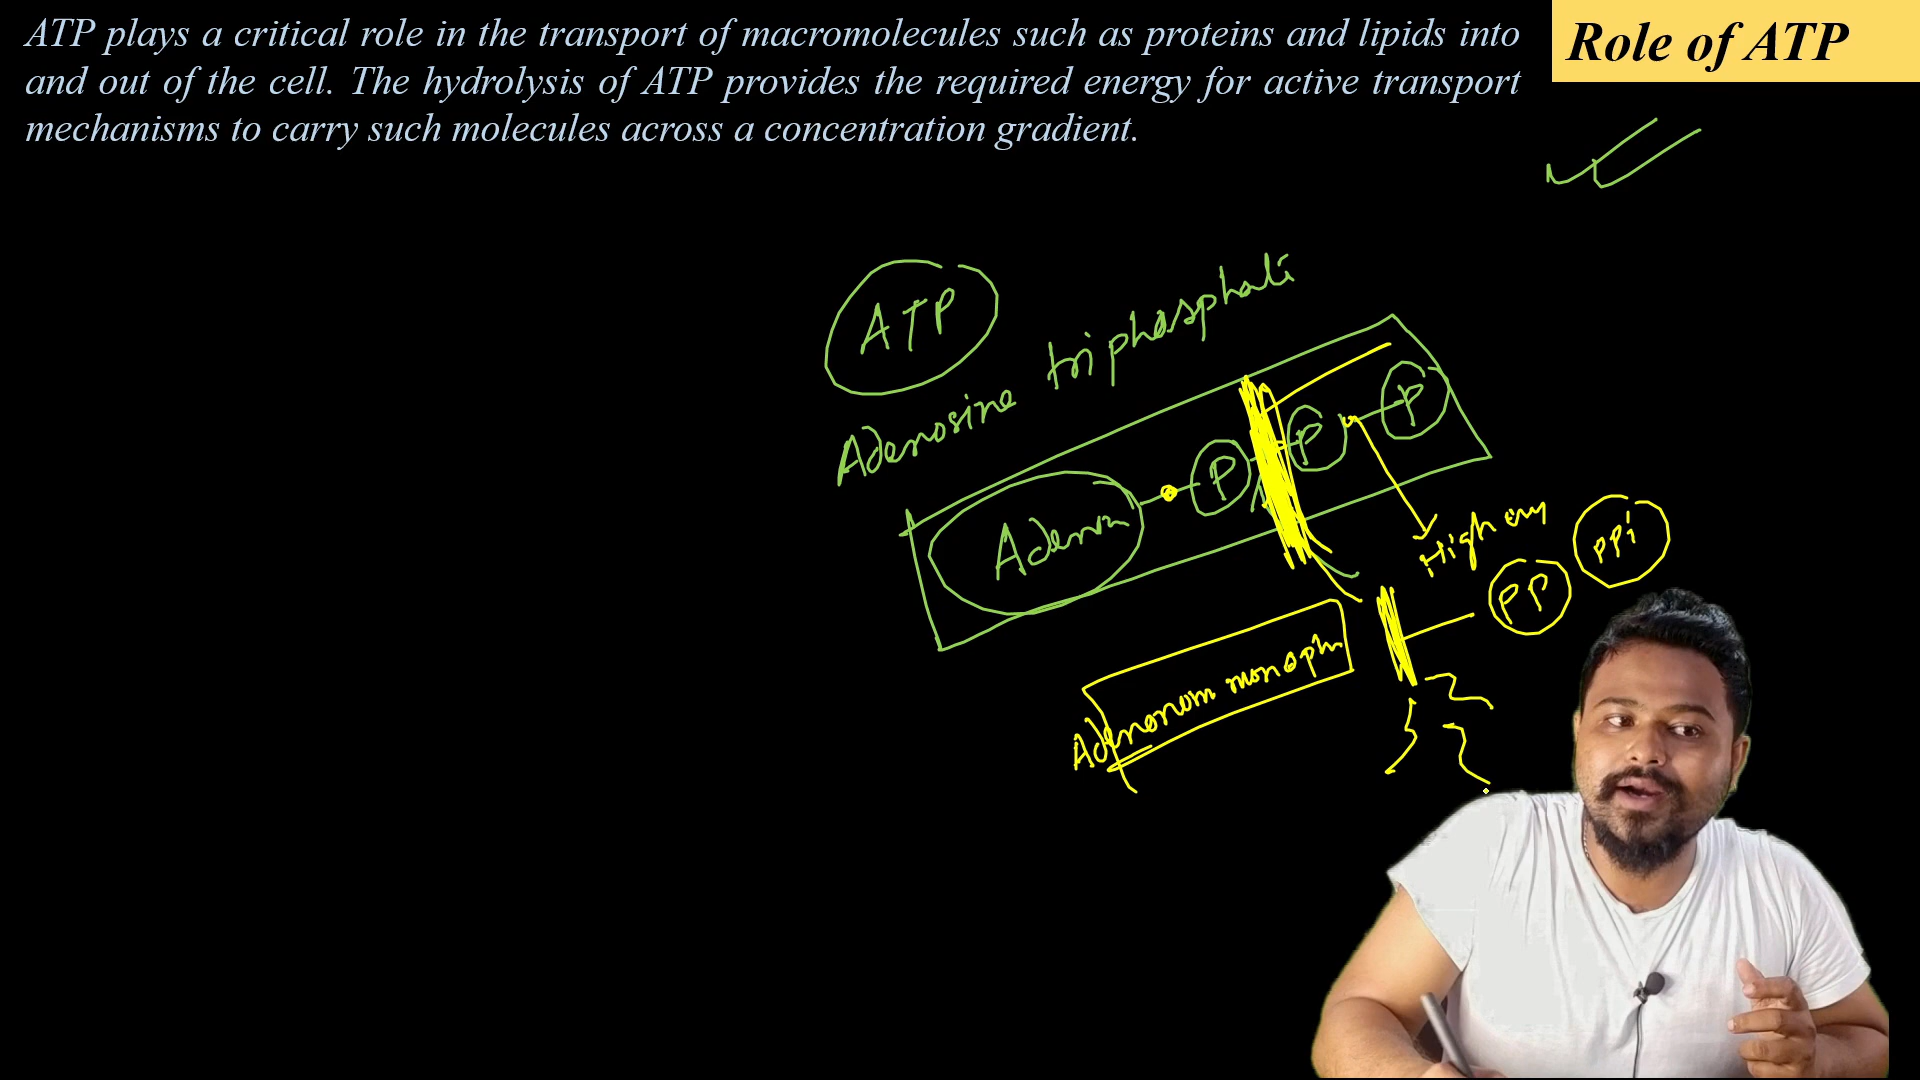 ATP plays a critical role in the transport of macromolecules such as proteins and lipids into
and out of the cell. The hydrolysis of ATP provides the required energy for active transport
mechanisms to carry such molecules across a concentration gradient.
Role of ATP
ATP
Adenosine triphosphate
P
P
P
High
PPi
PP